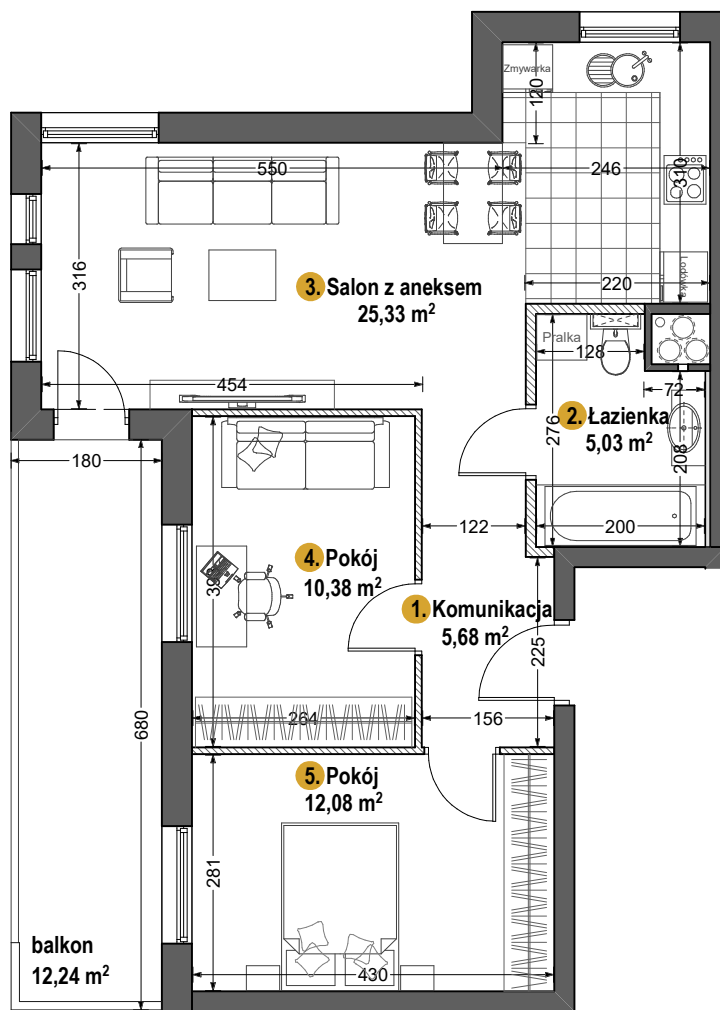 Zmywarka
120
550
246
310
316
220
Lodówka
3. Salon z aneksem
25,33 m²
Pralka
128
454
72
276
2. Łazienka
5,03 m²
208
180
122
200
4. Pokój
10,38 m²
1. Komunikacja
5,68 m²
225
680
264
156
5. Pokój
12,08 m²
281
balkon
12,24 m²
430